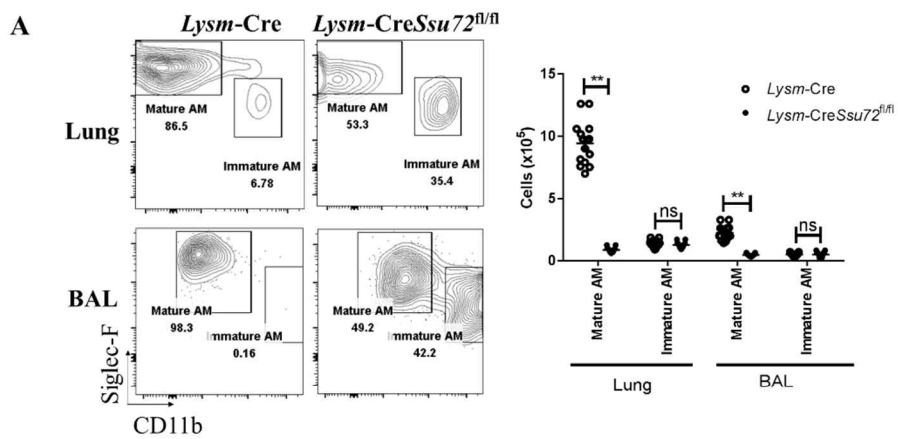 A
Lysm-Cre
Lysm-CreSsu72fl/fl
Lung
Mature AM
86.5
Immature AM
6.78
Mature AM
53.3
Immature AM
35.4
BAL
Mature AM
98.3
Immature AM
0.16
Mature AM
49.2
Immature AM
42.2
Siglec-F
CD11b
Cells (x10⁵)
15
10
5
0
**
ns
**
ns
Lysm-Cre
Lysm-CreSsu72fl/fl
Mature AM
Immature AM
Mature AM
Immature AM
Lung
BAL